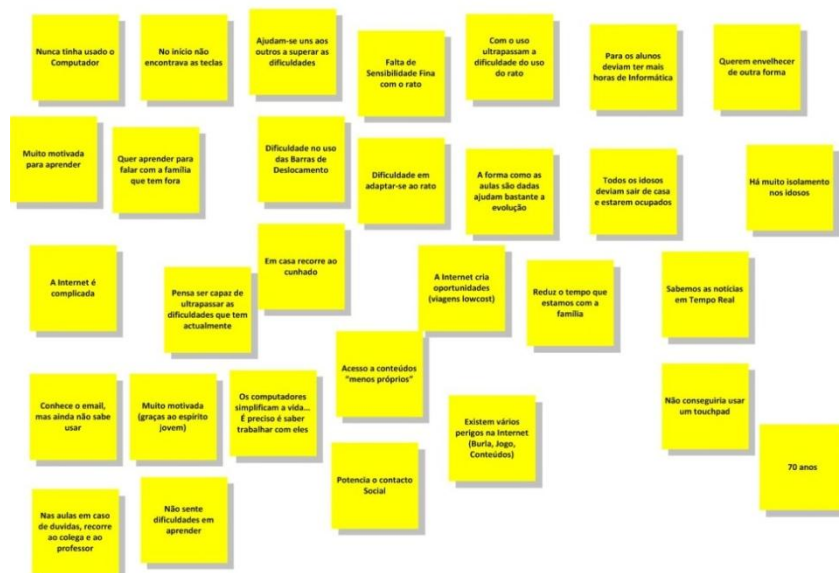 Nunca tinha usado o
Computador
No início não
encontrava as teclas
Ajudam-se uns aos
outros a superar as
dificuldades
Falta de
Sensibilidade Fina
com o rato
Com o uso
ultrapassam a
dificuldade do uso
do rato
Para os alunos
deviam ter mais
horas de Informática
Querem envelhecer
de outra forma
Muito motivada
para aprender
Quer aprender para
falar com a família
que tem fora
Dificuldade no uso
das Barras de
Deslocamento
Dificuldade em
adaptar-se ao rato
A forma como as
aulas são dadas
ajudam bastante a
evolução
Todos os idosos
deviam sair de casa
e estarem ocupados
Há muito isolamento
nos idosos
A Internet é
complicada
Pensa ser capaz de
ultrapassar as
dificuldades que tem
actualmente
Em casa recorre ao
cunhado
A Internet cria
oportunidades
(viagens lowcost)
Reduz o tempo que
estamos com a
família
Sabemos as notícias
em Tempo Real
Conhece o email,
mas ainda não sabe
usar
Muito motivada
(graças ao espírito
jovem)
Os computadores
simplificam a vida...
É preciso é saber
trabalhar com eles
Acesso a conteúdos
“menos próprios”
Existem vários
perigos na Internet
(Burla, Jogo,
Conteúdos)
Não conseguiria usar
um touchpad
70 anos
Nas aulas em caso
de duvidas, recorre
ao colega e ao
professor
Não sente
dificuldades em
aprender
Potencia o contacto
Social